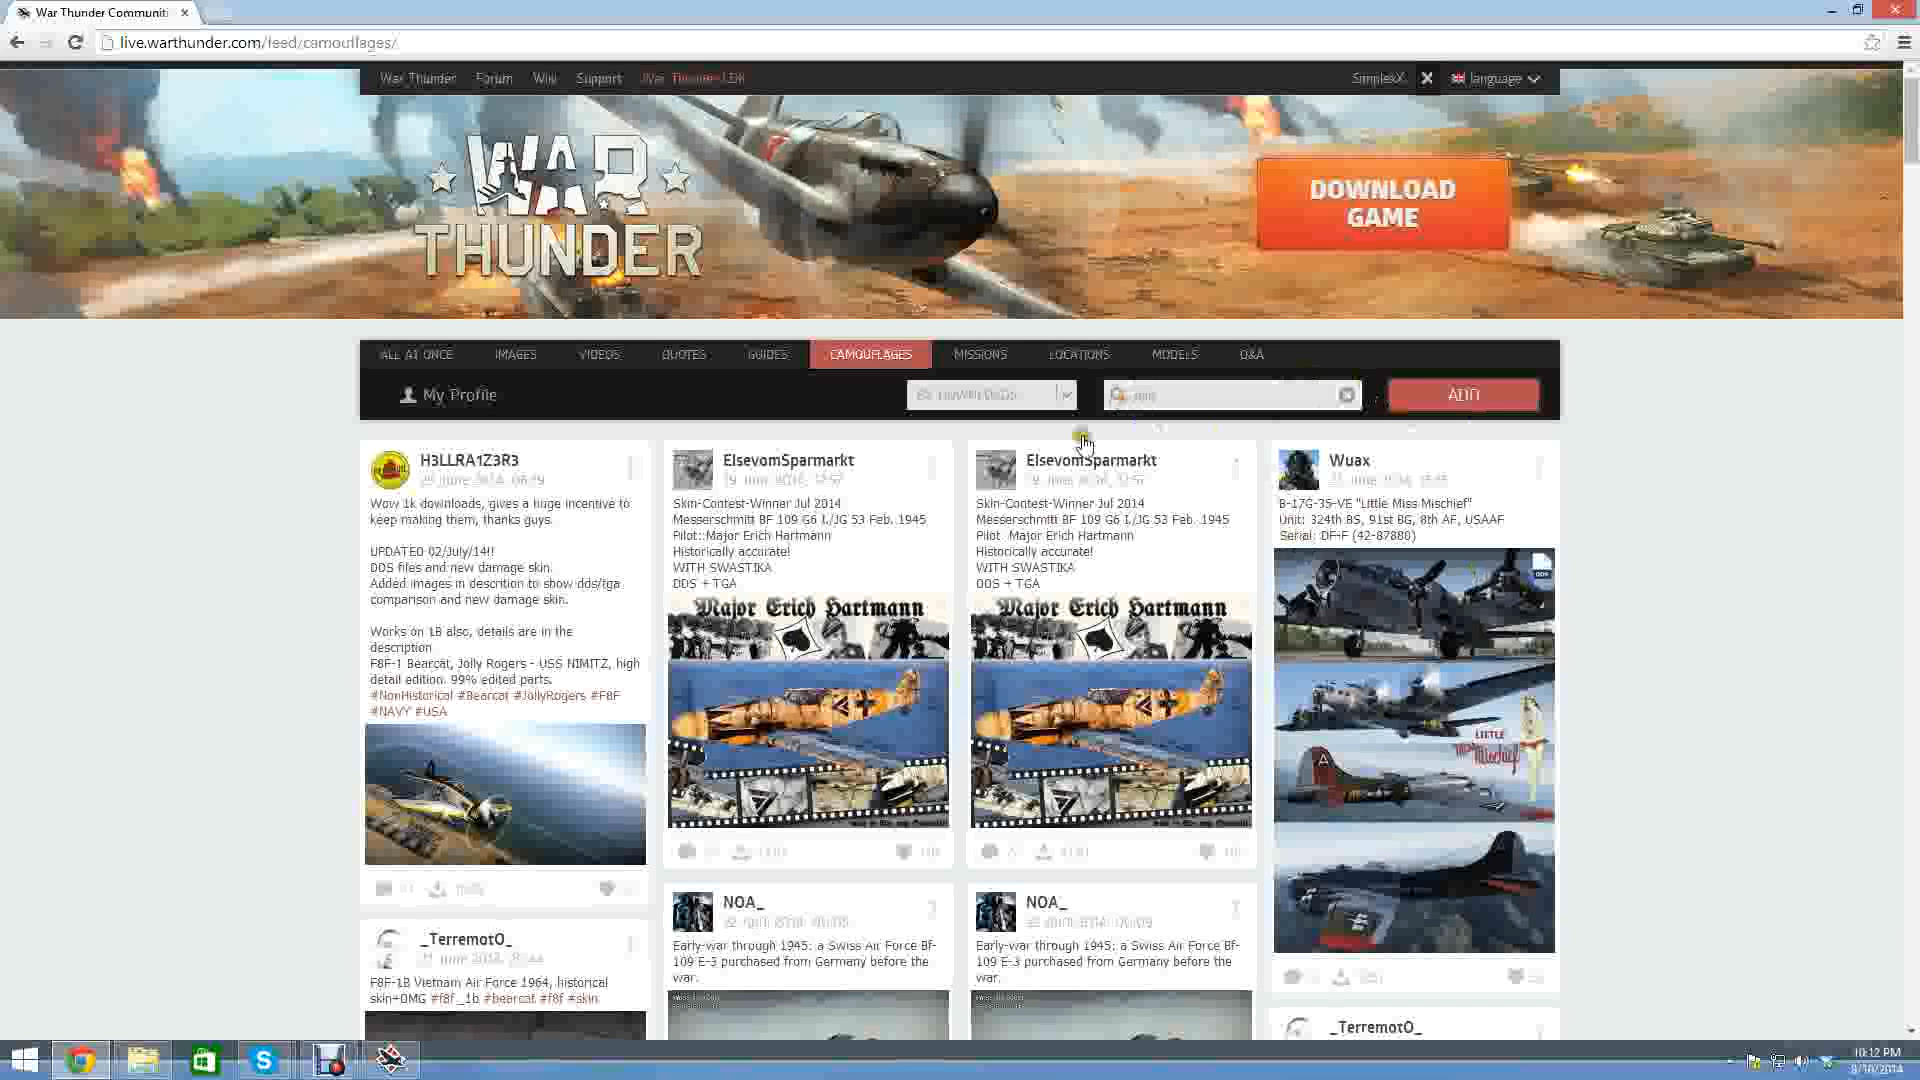 War Thunder Communit
live.warthunder.com/feed/camouflages/
War Thunder
Forum
Wiki
Support
SimplexX
language
WAR
THUNDER
DOWNLOAD
GAME
ALL AT ONCE
IMAGES
VIDEOS
QUOTES
GUIDES
CAMOUFLAGES
MISSIONS
LOCATIONS
MODELS
Q&A
My Profile
ADD
H3LLRA1Z3R3
Wow 1k downloads, gives a huge incentive to
keep making them, thanks guys.
UPDATED 02/July/14!!
DDS files and new damage skin.
Added images in descrition to show dds/tga
comparison and new damage skin.
Works on 1B also, details are in the
description.
F8F-1 Bearcat, Jolly Rogers - USS NIMITZ, high
detail edition. 99% edited parts.
#NonHistorical #Bearcat #JollyRogers #F8F
#NAVY #USA
_TerremotO_
F8F-1B Vietnam Air Force 1964, historical
skin+DMG #f8f_1b #bearcat #f8f #skin
ElsevomSparmarkt
Skin-Contest-Winner Jul 2014
Messerschmitt BF 109 G6 I./JG 53 Feb. 1945
Pilot::Major Erich Hartmann
Historically accurate!
WITH SWASTIKA
DDS + TGA
Major Erich Hartmann
NOA_
Early-war through 1945: a Swiss Air Force Bf-
109 E-3 purchased from Germany before the
war.
ElsevomSparmarkt
Skin-Contest-Winner Jul 2014
Messerschmitt BF 109 G6 I./JG 53 Feb. 1945
Pilot Major Erich Hartmann
Historically accurate!
WITH SWASTIKA
DDS + TGA
Major Erich Hartmann
NOA_
Early-war through 1945: a Swiss Air Force Bf-
109 E-3 purchased from Germany before the
war.
Wuax
B-17G-35-VE "Little Miss Mischief"
Unit: 324th BS, 91st BG, 8th AF, USAAF
Serial: DF-F (42-87880)
LITTLE
Miss Mischief
_TerremotO_
10:12 PM
8/10/2014